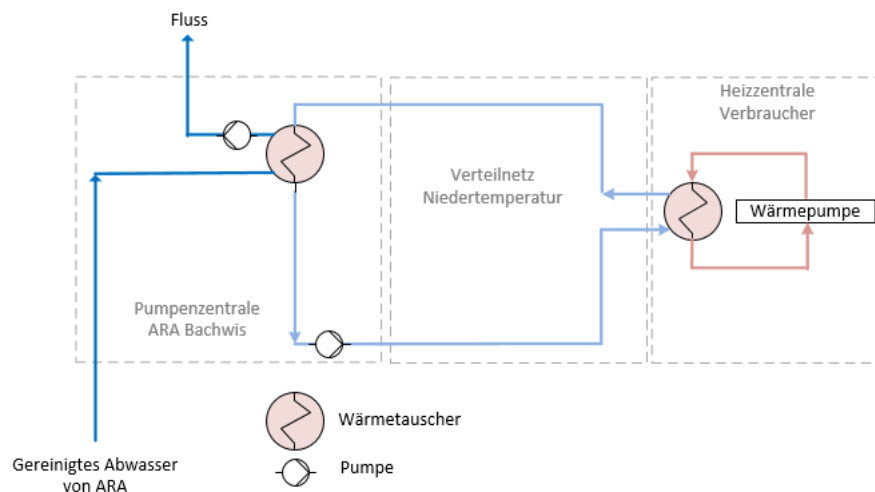 Fluss
Heizzentrale
Verbraucher
Verteilnetz
Niedertemperatur
Wärmepumpe
Pumpenzentrale
ARA Bachwis
Wärmetauscher
Pumpe
Gereinigtes Abwasser
von ARA